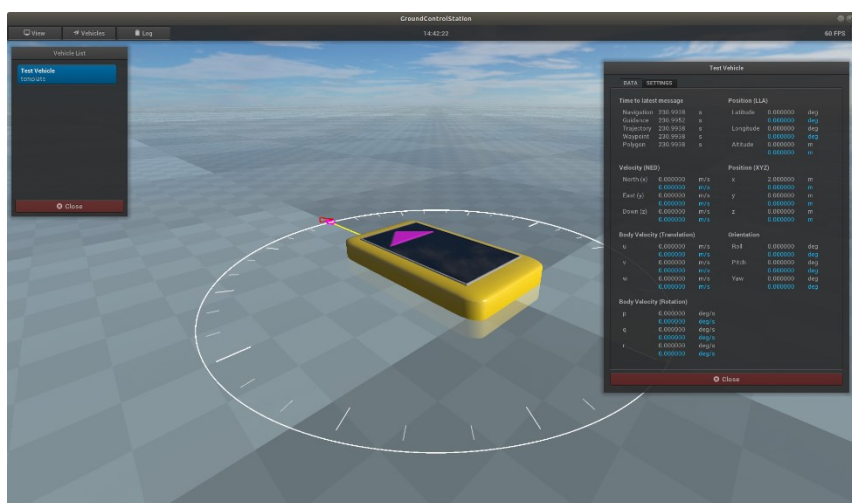 GroundControlStation
View Vehicles Log 14:42:22 60 FPS
Vehicle List
Test Vehicle
template
Close
Test Vehicle
DATA SETTINGS
Time to latest message Position (LLA)
Navigation 230.9938 s Latitude 0.000000 deg
Guidance 230.9952 s 0.000000 deg
Trajectory 230.9938 s Longitude 0.000000 deg
Waypoint 230.9938 s 0.000000 deg
Polygon 230.9938 s Altitude 0.000000 m
0.000000 m
Velocity (NED) Position (XYZ)
North (x) 0.000000 m/s x 2.000000 m
0.000000 m/s 0.000000 m
East (y) 0.000000 m/s y 0.000000 m
0.000000 m/s 0.000000 m
Down (z) 0.000000 m/s z 0.000000 m
0.000000 m/s 0.000000 m
Body Velocity (Translation) Orientation
u 0.000000 m/s Roll 0.000000 deg
0.000000 m/s 0.000000 deg
v 0.000000 m/s Pitch 0.000000 deg
0.000000 m/s 0.000000 deg
w 0.000000 m/s Yaw 0.000000 deg
0.000000 m/s 0.000000 deg
Body Velocity (Rotation)
p 0.000000 deg/s
0.000000 deg/s
q 0.000000 deg/s
0.000000 deg/s
r 0.000000 deg/s
0.000000 deg/s
Close